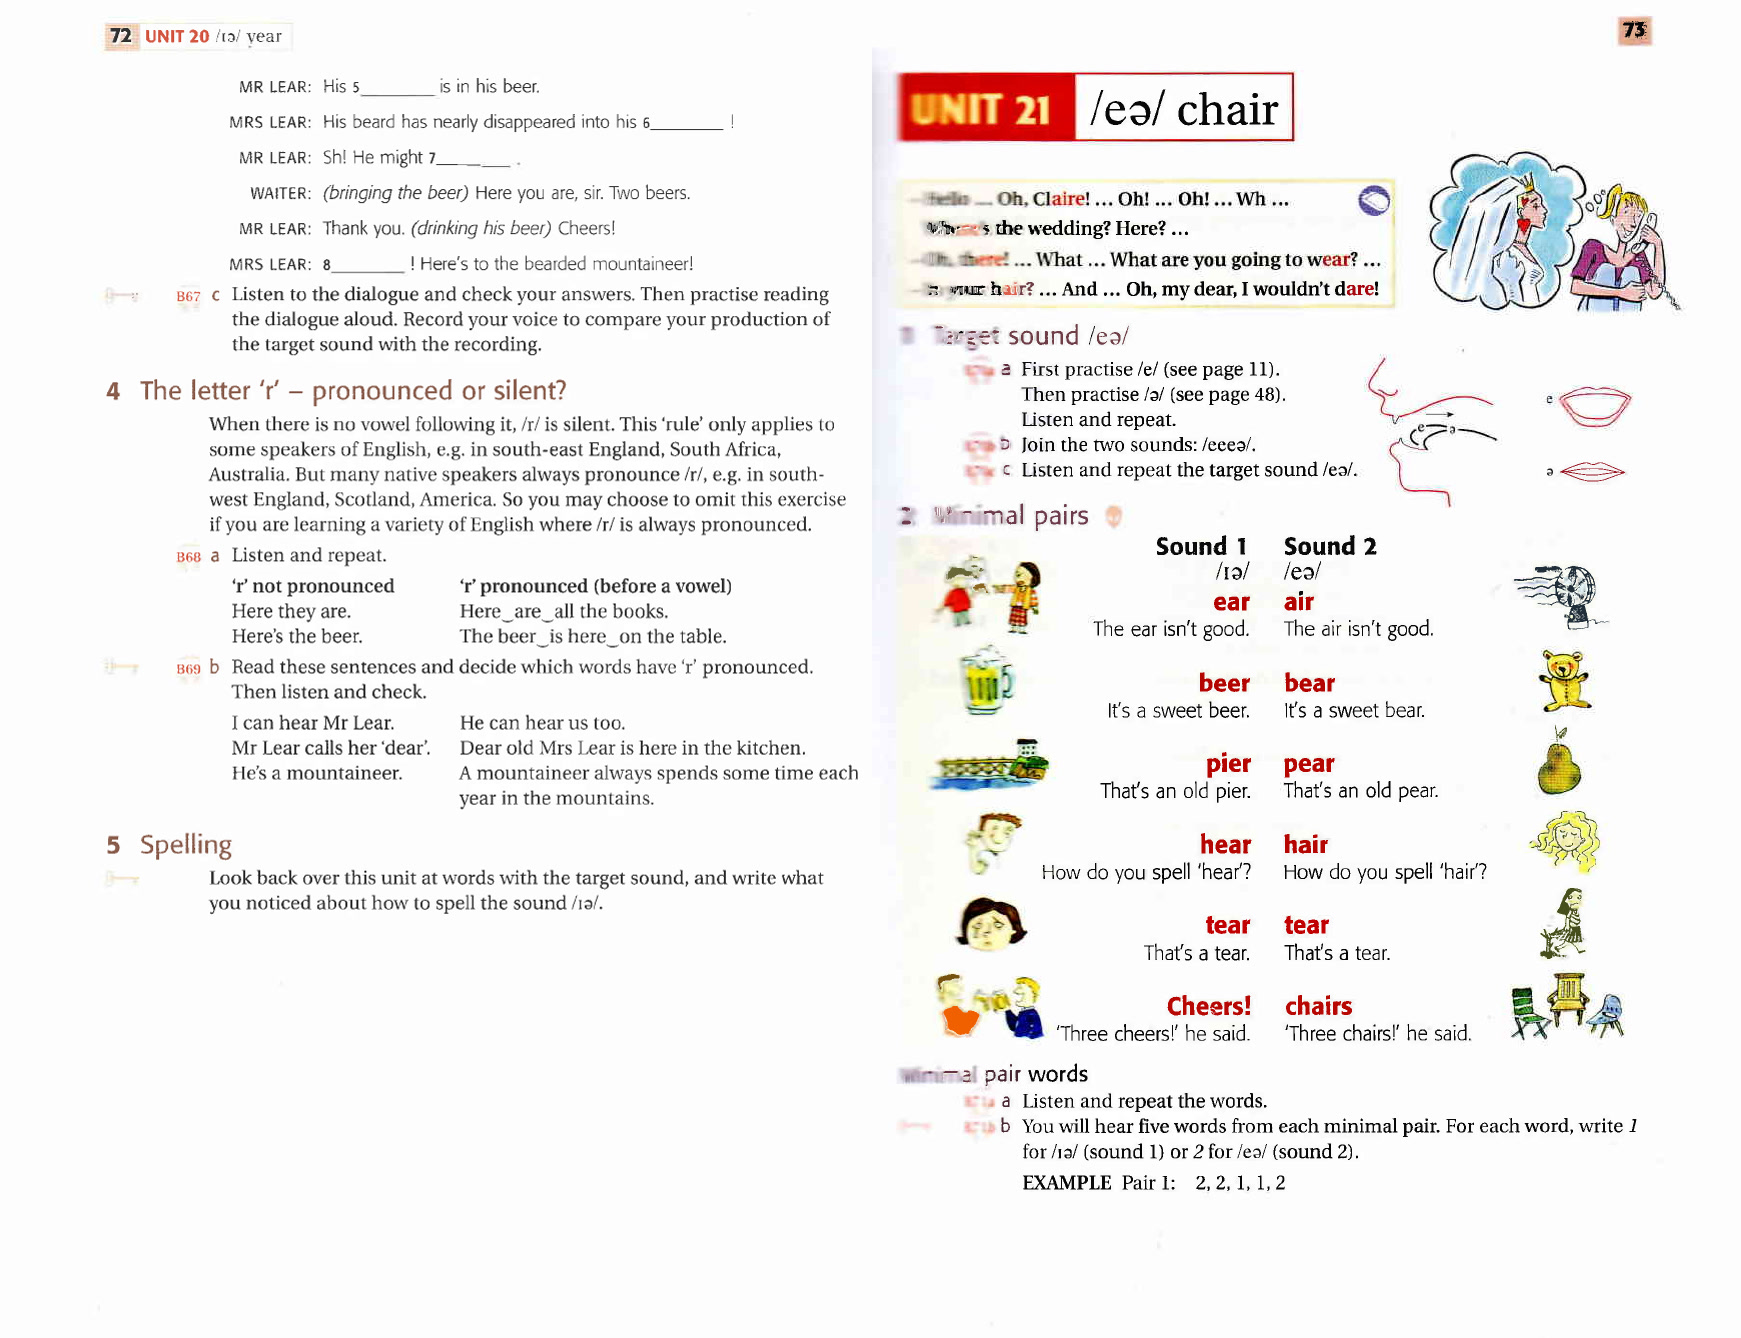 72 UNIT 20 /ɪə/ year
MR LEAR: His 5________ is in his beer.
MRS LEAR: His beard has nearly disappeared into his 6________ !
MR LEAR: Sh! He might 7________ .
WAITER: (bringing the beer) Here you are, sir. Two beers.
MR LEAR: Thank you. (drinking his beer) Cheers!
MRS LEAR: 8________ ! Here's to the bearded mountaineer!
B67 c Listen to the dialogue and check your answers. Then practise reading
the dialogue aloud. Record your voice to compare your production of
the target sound with the recording.
4 The letter 'r' – pronounced or silent?
When there is no vowel following it, /r/ is silent. This 'rule' only applies to
some speakers of English, e.g. in south-east England, South Africa,
Australia. But many native speakers always pronounce /r/, e.g. in south-
west England, Scotland, America. So you may choose to omit this exercise
if you are learning a variety of English where /r/ is always pronounced.
B68 a Listen and repeat.
'r' not pronounced 'r' pronounced (before a vowel)
Here they are. Here‿are‿all the books.
Here's the beer. The beer‿is here‿on the table.
B69 b Read these sentences and decide which words have 'r' pronounced.
Then listen and check.
I can hear Mr Lear. He can hear us too.
Mr Lear calls her 'dear'. Dear old Mrs Lear is here in the kitchen.
He's a mountaineer. A mountaineer always spends some time each
year in the mountains.
5 Spelling
Look back over this unit at words with the target sound, and write what
you noticed about how to spell the sound /ɪə/.
73
UNIT 21 /eə/ chair
Oh, Claire! ... Oh! ... Oh! ... Wh ...
the wedding? Here? ...
there! ... What ... What are you going to wear? ...
hair? ... And ... Oh, my dear, I wouldn't dare!
Target sound /eə/
a First practise /e/ (see page 11).
Then practise /ə/ (see page 48).
Listen and repeat.
b Join the two sounds: /eeeə/.
c Listen and repeat the target sound /eə/.
e
e ə
ə
2 Minimal pairs
Sound 1 Sound 2
/ɪə/ /eə/
ear air
The ear isn't good. The air isn't good.
beer bear
It's a sweet beer. It's a sweet bear.
pier pear
That's an old pier. That's an old pear.
hear hair
How do you spell 'hear'? How do you spell 'hair'?
tear tear
That's a tear. That's a tear.
Cheers! chairs
'Three cheers!' he said. 'Three chairs!' he said.
Minimal pair words
a Listen and repeat the words.
b You will hear five words from each minimal pair. For each word, write 1
for /ɪə/ (sound 1) or 2 for /eə/ (sound 2).
EXAMPLE Pair 1: 2, 2, 1, 1, 2